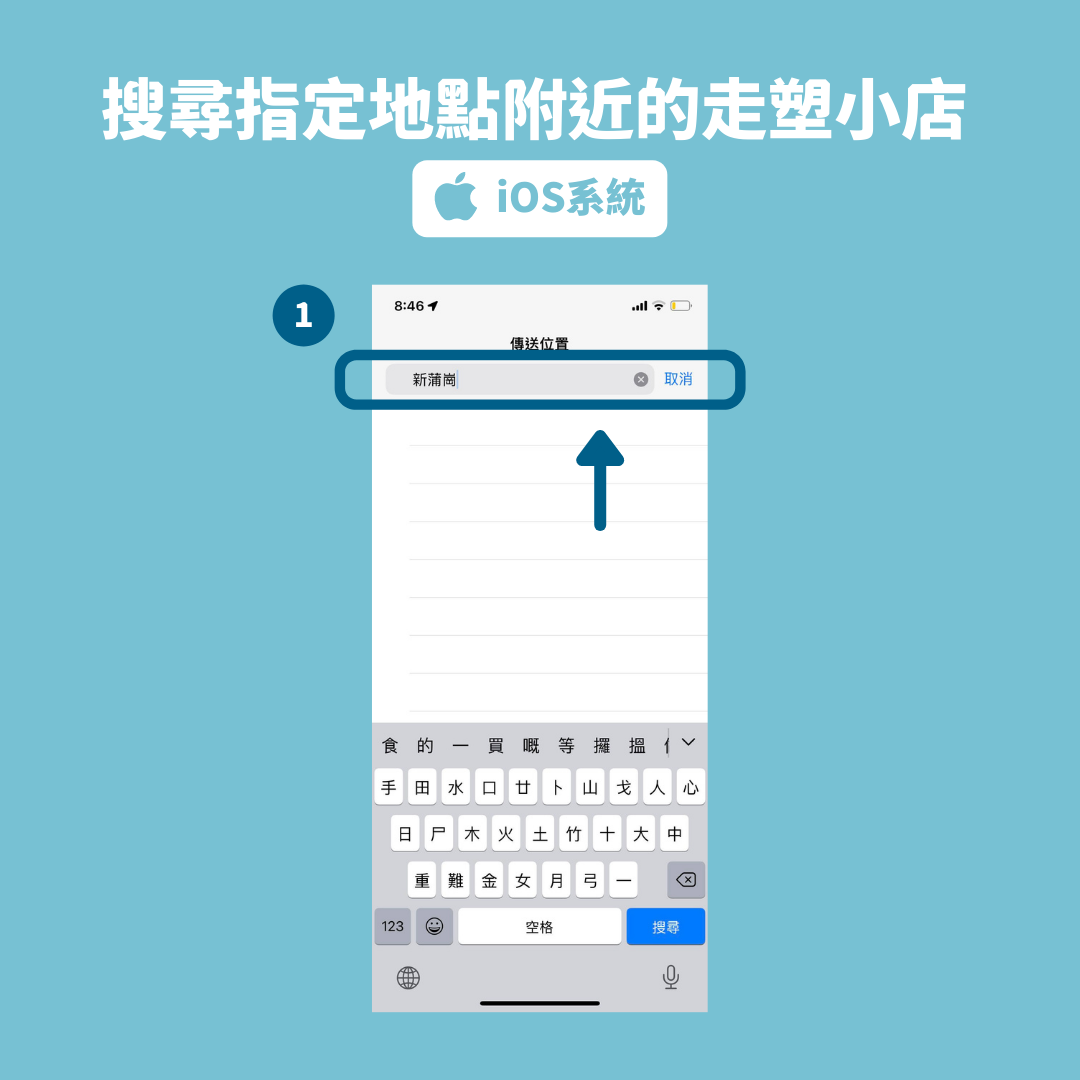 搜尋指定地點附近的走塑小店
iOS系統
1
8:46
傳送位置
新蒲崗 取消
食 的 一 買 嘅 等 攞 搵
手 田 水 口 廿 卜 山 戈 人 心
日 尸 木 火 土 竹 十 大 中
重 難 金 女 月 弓 一
123 空格 搜尋